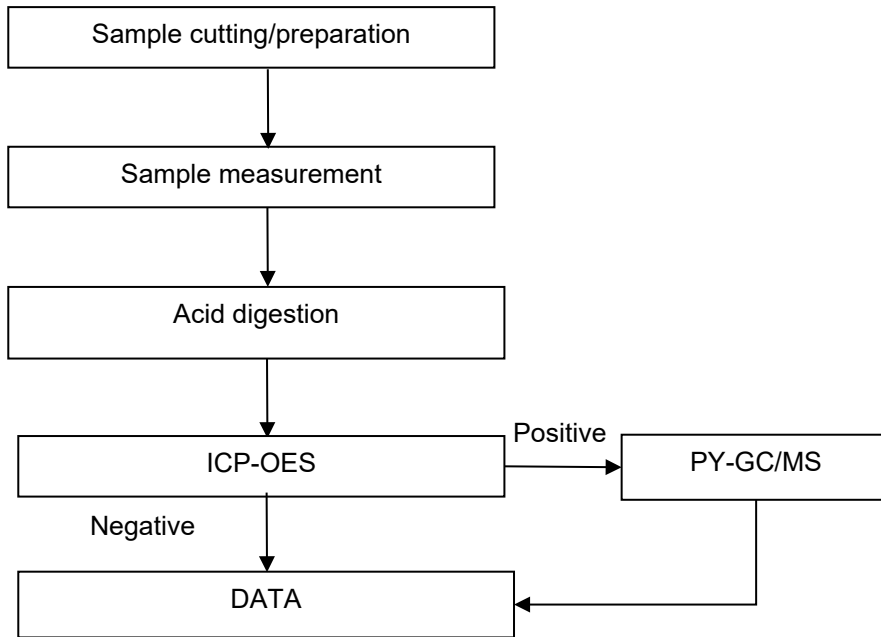 Sample cutting/preparation
Sample measurement
Acid digestion
ICP-OES
Positive
PY-GC/MS
Negative
DATA